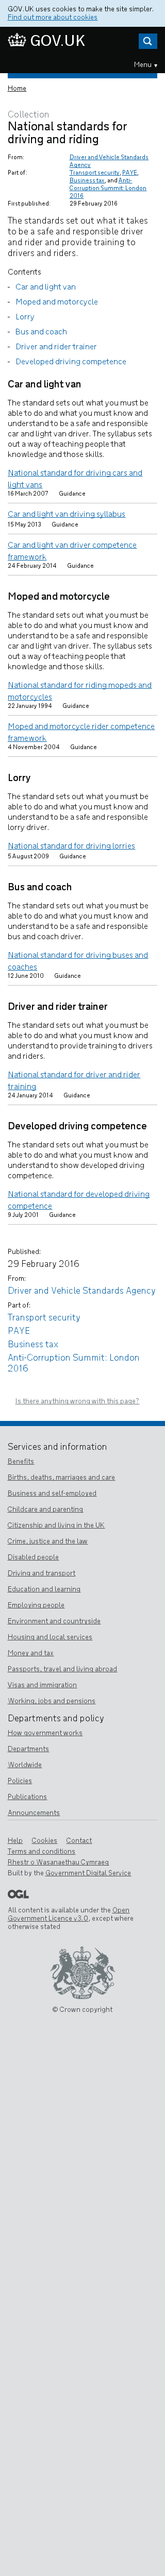 GOV.UK uses cookies to make the site simpler.
Find out more about cookies
GOV.UK
Menu ▾
Home
Collection
National standards for
driving and riding
From: Driver and Vehicle Standards
Agency
Part of: Transport security, PAYE,
Business tax, and Anti-
Corruption Summit: London
2016
First published: 29 February 2016
The standards set out what it takes
to be a safe and responsible driver
and rider and provide training to
drivers and riders.
Contents
- Car and light van
- Moped and motorcycle
- Lorry
- Bus and coach
- Driver and rider trainer
- Developed driving competence
Car and light van
The standards set out what you must be
able to do and what you must know and
understand to be a safe and responsible
car and light van driver. The syllabus sets
out a way of teaching people that
knowledge and those skills.
National standard for driving cars and
light vans
16 March 2007 Guidance
Car and light van driving syllabus
15 May 2013 Guidance
Car and light van driver competence
framework
24 February 2014 Guidance
Moped and motorcycle
The standards set out what you must be
able to do and what you must know and
understand to be a safe and responsible
car and light van driver. The syllabus sets
out a way of teaching people that
knowledge and those skills.
National standard for riding mopeds and
motorcycles
22 January 1994 Guidance
Moped and motorcycle rider competence
framework
4 November 2004 Guidance
Lorry
The standards set out what you must be
able to do and what you must know and
understand to be a safe and responsible
lorry driver.
National standard for driving lorries
5 August 2009 Guidance
Bus and coach
The standards set out what you must be
able to do and what you must know and
understand to be a safe and responsible
bus and coach driver.
National standard for driving buses and
coaches
12 June 2010 Guidance
Driver and rider trainer
The standards set out what you must be
able to do and what you must know and
understand to provide training to drivers
and riders.
National standard for driver and rider
training
24 January 2014 Guidance
Developed driving competence
The standards set out what you must be
able to do and what you must know and
understand to show developed driving
competence.
National standard for developed driving
competence
9 July 2001 Guidance
Published:
29 February 2016
From:
Driver and Vehicle Standards Agency
Part of:
Transport security
PAYE
Business tax
Anti-Corruption Summit: London
2016
Is there anything wrong with this page?
Services and information
Benefits
Births, deaths, marriages and care
Business and self-employed
Childcare and parenting
Citizenship and living in the UK
Crime, justice and the law
Disabled people
Driving and transport
Education and learning
Employing people
Environment and countryside
Housing and local services
Money and tax
Passports, travel and living abroad
Visas and immigration
Working, jobs and pensions
Departments and policy
How government works
Departments
Worldwide
Policies
Publications
Announcements
Help Cookies Contact
Terms and conditions
Rhestr o Wasanaethau Cymraeg
Built by the Government Digital Service
OGL
All content is available under the Open
Government Licence v3.0, except where
otherwise stated
© Crown copyright